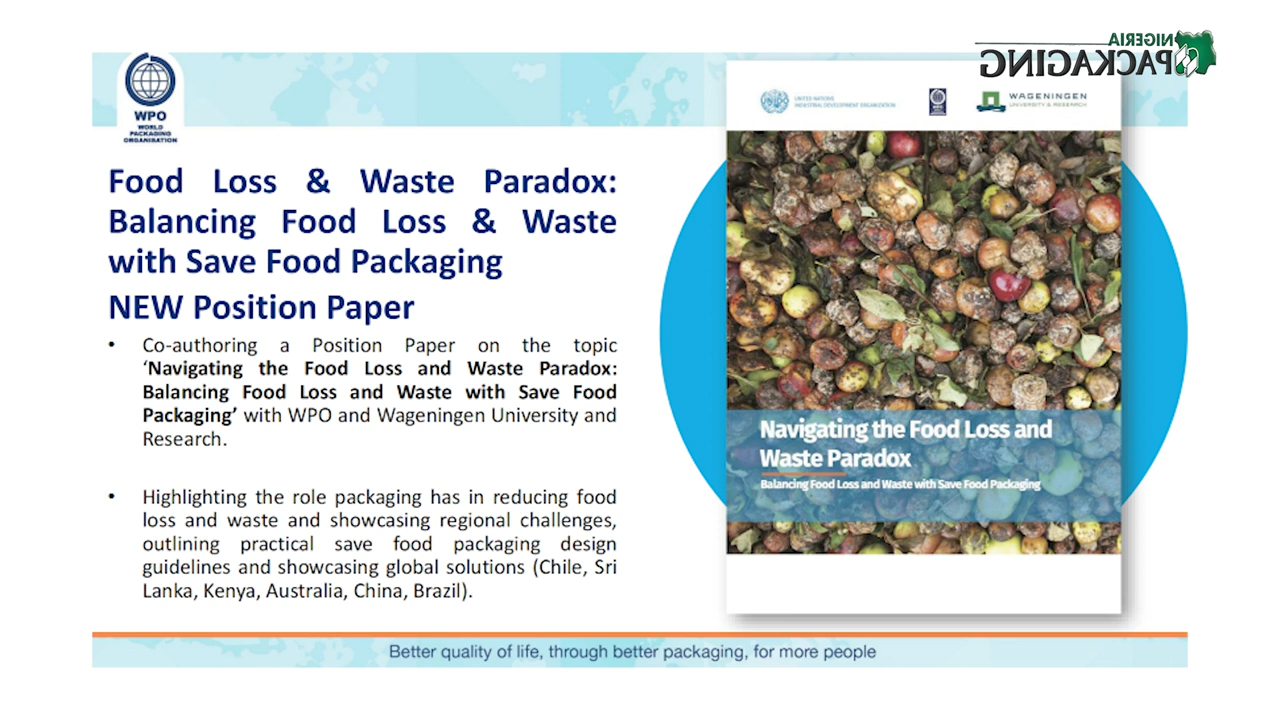 NIGERIA
PACKAGING
WPO
WORLD
PACKAGING
ORGANISATION
Food Loss & Waste Paradox:
Balancing Food Loss & Waste
with Save Food Packaging
NEW Position Paper
• Co-authoring a Position Paper on the topic
‘Navigating the Food Loss and Waste Paradox:
Balancing Food Loss and Waste with Save Food
Packaging’ with WPO and Wageningen University and
Research.
• Highlighting the role packaging has in reducing food
loss and waste and showcasing regional challenges,
outlining practical save food packaging design
guidelines and showcasing global solutions (Chile, Sri
Lanka, Kenya, Australia, China, Brazil).
UNITED NATIONS
INDUSTRIAL DEVELOPMENT ORGANIZATION
WPO
WAGENINGEN
UNIVERSITY & RESEARCH
Navigating the Food Loss and
Waste Paradox
Balancing Food Loss and Waste with Save Food Packaging
Better quality of life, through better packaging, for more people